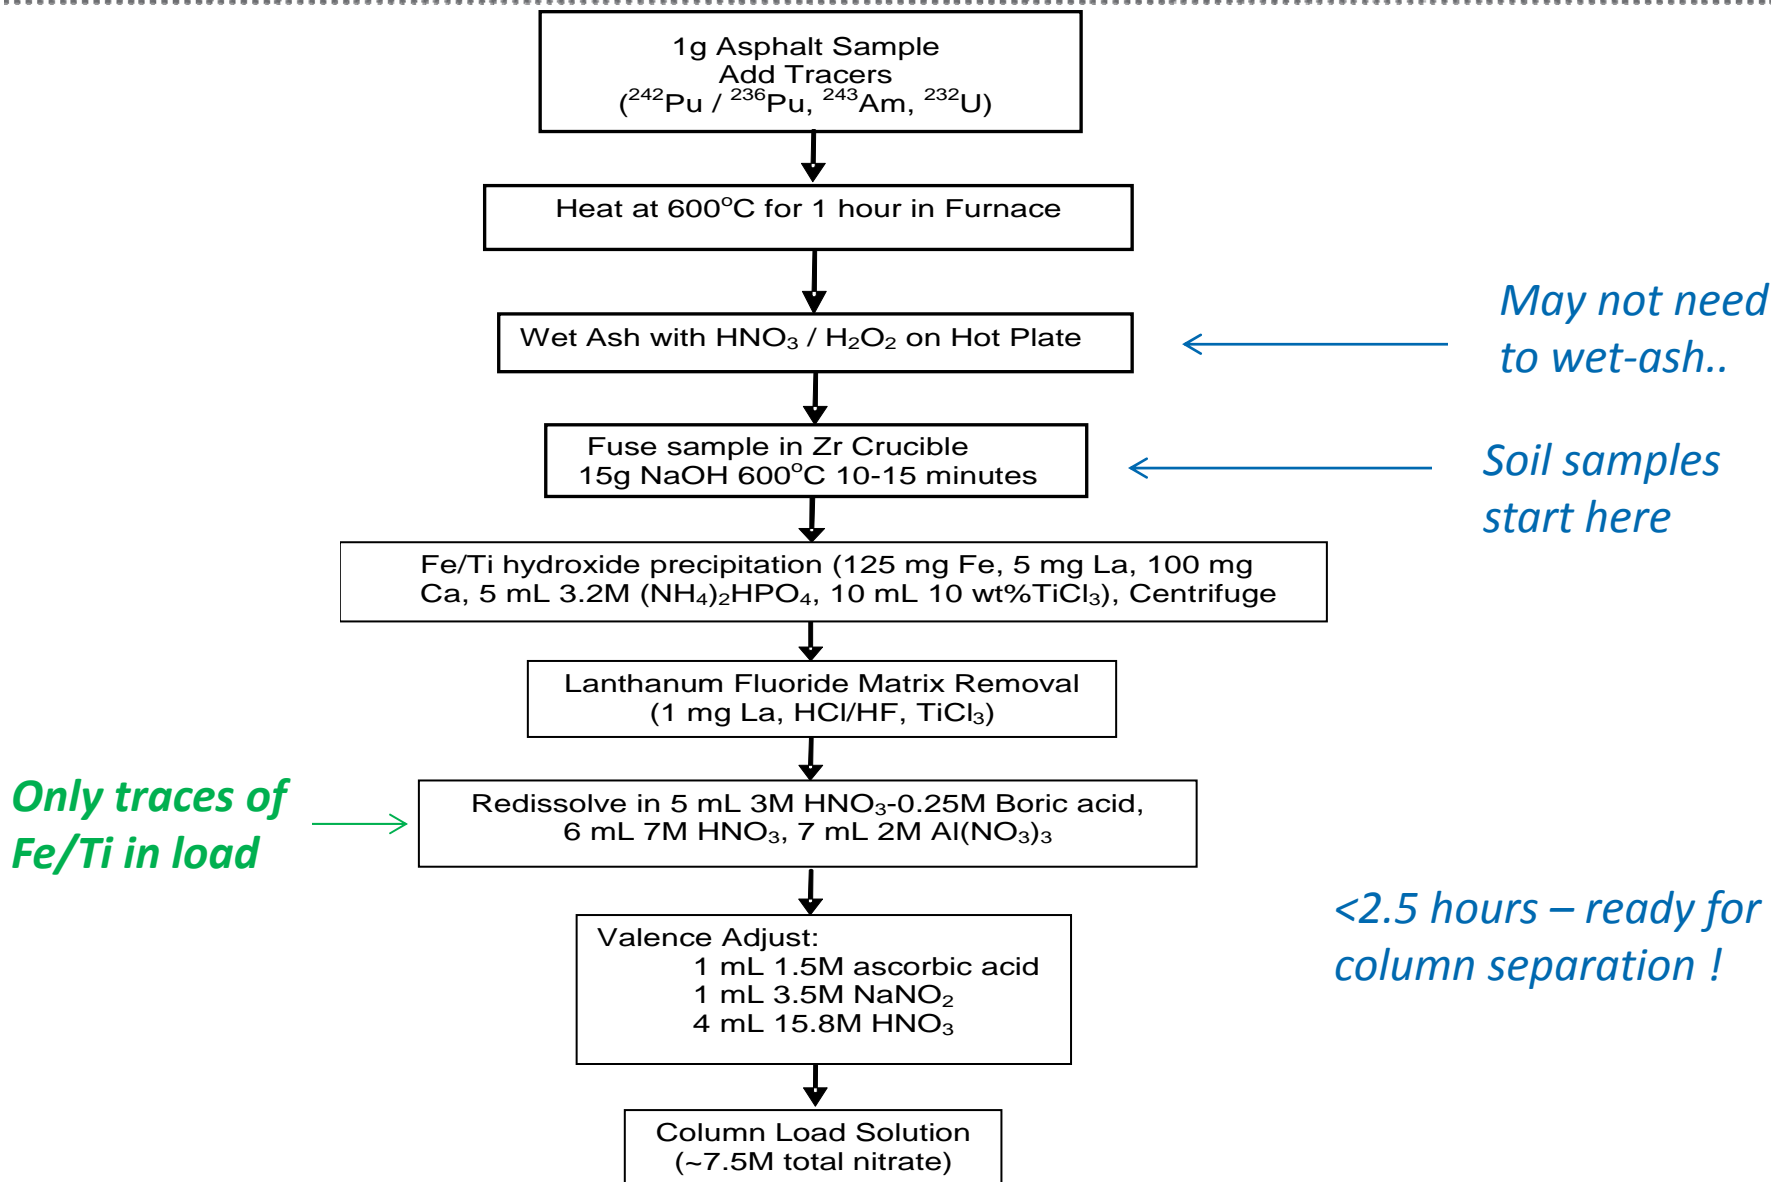 1g Asphalt Sample
Add Tracers
(²⁴²Pu / ²³⁶Pu, ²⁴³Am, ²³²U)
Heat at 600°C for 1 hour in Furnace
Wet Ash with HNO₃ / H₂O₂ on Hot Plate
May not need
to wet-ash..
Fuse sample in Zr Crucible
15g NaOH 600°C 10-15 minutes
Soil samples
start here
Fe/Ti hydroxide precipitation (125 mg Fe, 5 mg La, 100 mg
Ca, 5 mL 3.2M (NH₄)₂HPO₄, 10 mL 10 wt%TiCl₃), Centrifuge
Lanthanum Fluoride Matrix Removal
(1 mg La, HCl/HF, TiCl₃)
Only traces of
Fe/Ti in load
Redissolve in 5 mL 3M HNO₃-0.25M Boric acid,
6 mL 7M HNO₃, 7 mL 2M Al(NO₃)₃
Valence Adjust:
1 mL 1.5M ascorbic acid
1 mL 3.5M NaNO₂
4 mL 15.8M HNO₃
<2.5 hours – ready for
column separation !
Column Load Solution
(~7.5M total nitrate)